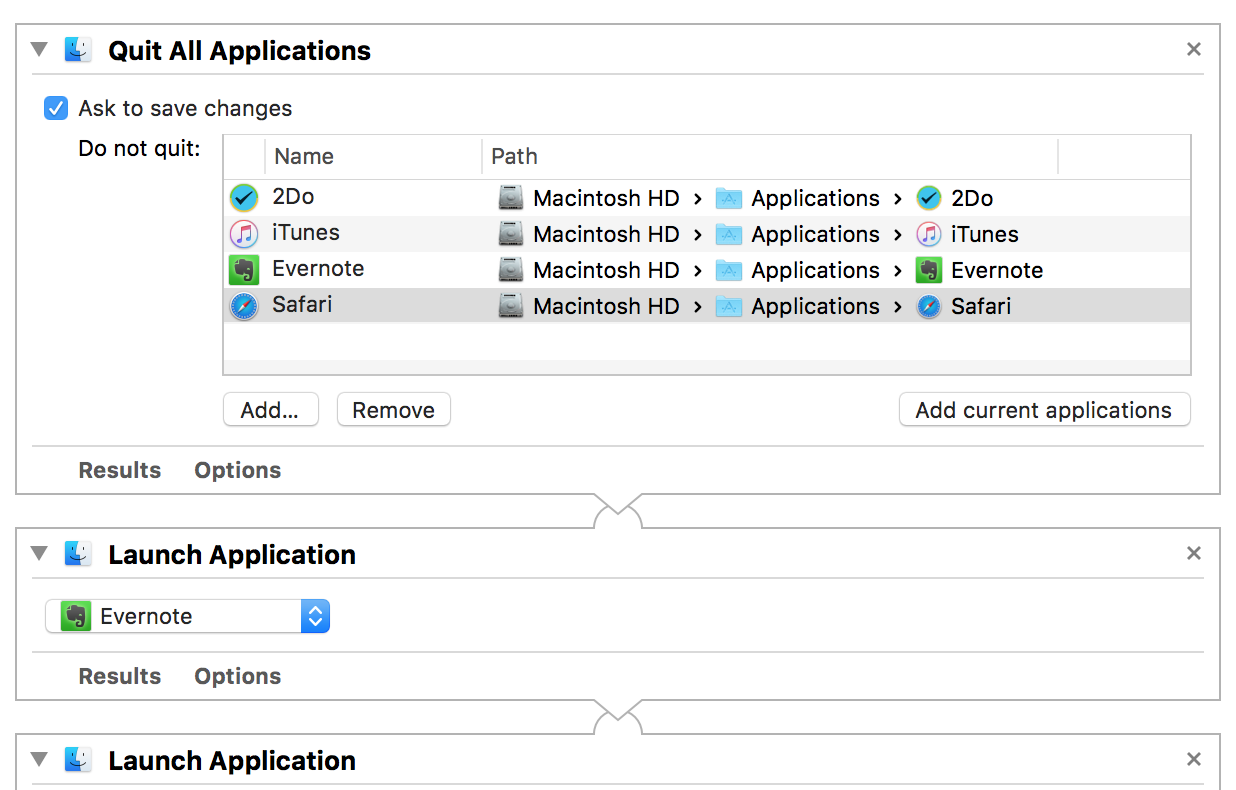 Quit All Applications
Ask to save changes
Do not quit:
Name Path
2Do Macintosh HD › Applications › 2Do
iTunes Macintosh HD › Applications › iTunes
Evernote Macintosh HD › Applications › Evernote
Safari Macintosh HD › Applications › Safari
Add... Remove Add current applications
Results Options
Launch Application
Evernote
Results Options
Launch Application